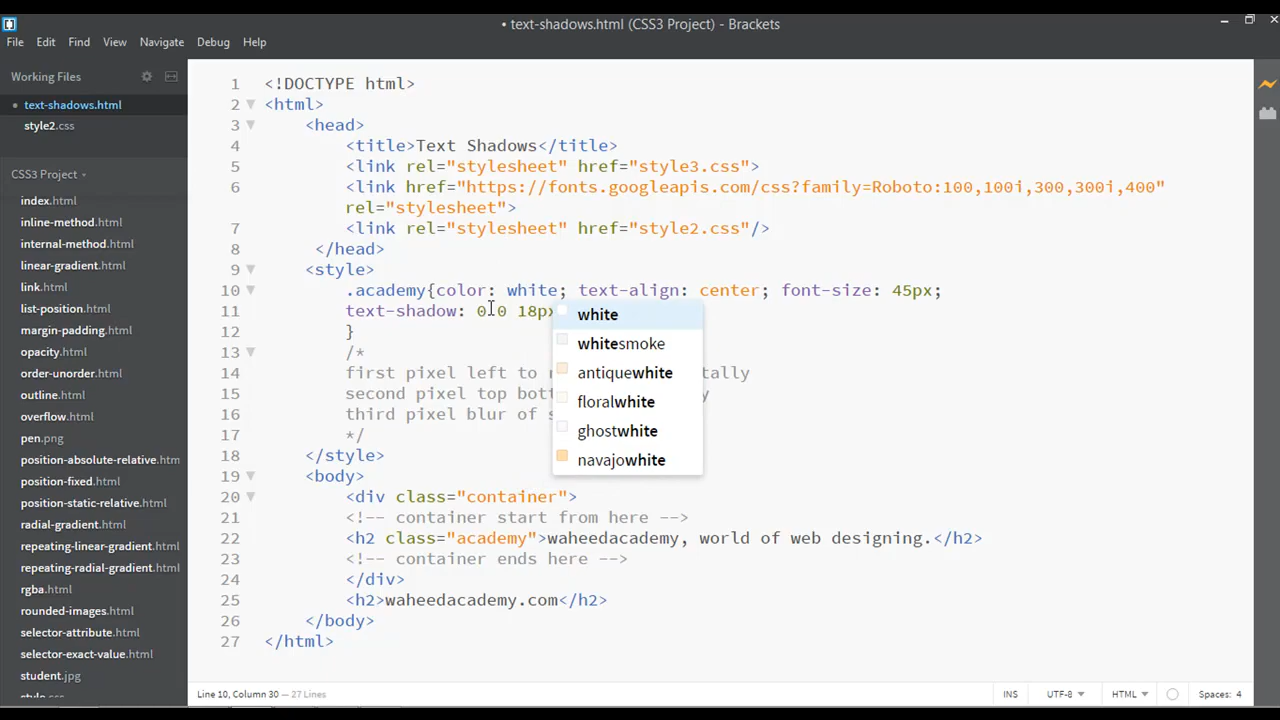 • text-shadows.html (CSS3 Project) - Brackets
File Edit Find View Navigate Debug Help
Working Files
• text-shadows.html
style2.css
CSS3 Project
index.html
inline-method.html
internal-method.html
linear-gradient.html
link.html
list-position.html
margin-padding.html
opacity.html
order-unorder.html
outline.html
overflow.html
pen.png
position-absolute-relative.htm
position-fixed.html
position-static-relative.html
radial-gradient.html
repeating-linear-gradient.html
repeating-radial-gradient.html
rgba.html
rounded-images.html
selector-attribute.html
selector-exact-value.html
student.jpg
style.css
1 <!DOCTYPE html>
2 <html>
3 <head>
4 <title>Text Shadows</title>
5 <link rel="stylesheet" href="style3.css">
6 <link href="https://fonts.googleapis.com/css?family=Roboto:100,100i,300,300i,400"
rel="stylesheet">
7 <link rel="stylesheet" href="style2.css"/>
8 </head>
9 <style>
10 .academy{color: white; text-align: center; font-size: 45px;
11 text-shadow: 0 0 18px
12 }
13 /*
14 first pixel left to
15 second pixel top
16 third pixel blur of
17 */
18 </style>
19 <body>
20 <div class="container">
21 <!-- container start from here -->
22 <h2 class="academy">waheedacademy, world of web designing.</h2>
23 <!-- container ends here -->
24 </div>
25 <h2>waheedacademy.com</h2>
26 </body>
27 </html>
white
whitesmoke
antiquewhite
floralwhite
ghostwhite
navajowhite
Line 10, Column 30 — 27 Lines
INS UTF-8 HTML Spaces: 4